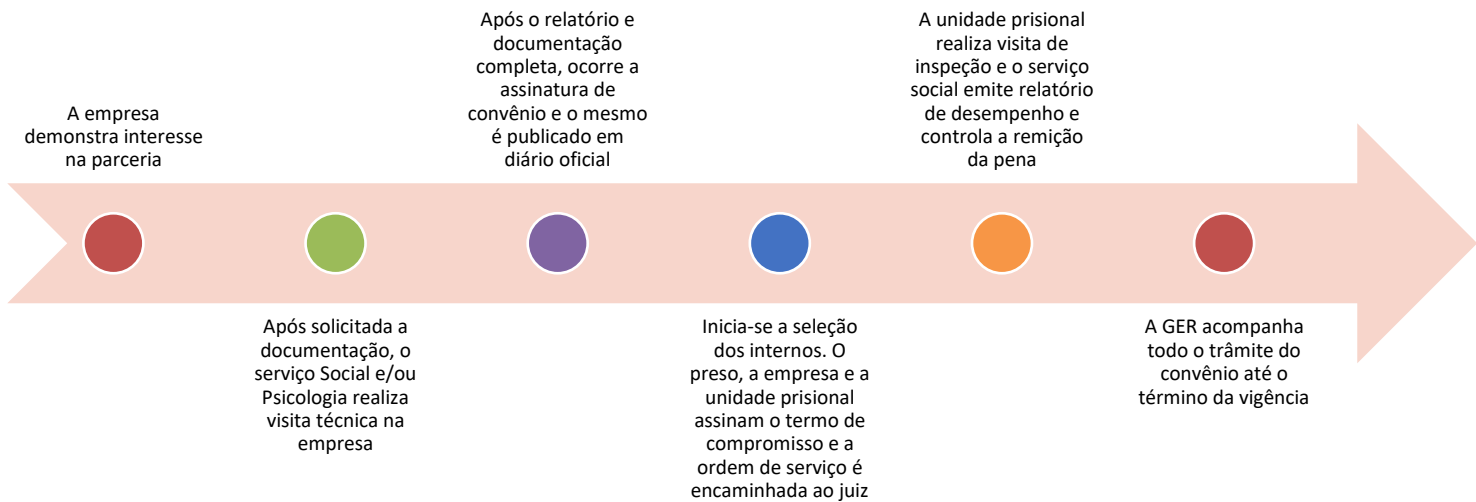 A empresa
demonstra interesse
na parceria
Após solicitada a
documentação, o
serviço Social e/ou
Psicologia realiza
visita técnica na
empresa
Após o relatório e
documentação
completa, ocorre a
assinatura de
convênio e o mesmo
é publicado em
diário oficial
Inicia-se a seleção
dos internos. O
preso, a empresa e a
unidade prisional
assinam o termo de
compromisso e a
ordem de serviço é
encaminhada ao juiz
A unidade prisional
realiza visita de
inspeção e o serviço
social emite relatório
de desempenho e
controla a remição
da pena
A GER acompanha
todo o trâmite do
convênio até o
término da vigência